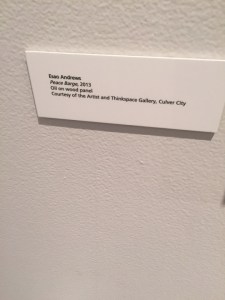 Esao Andrews
Peace Barge, 2013
Oil on wood panel
Courtesy of the Artist and Thinkspace Gallery, Culver City